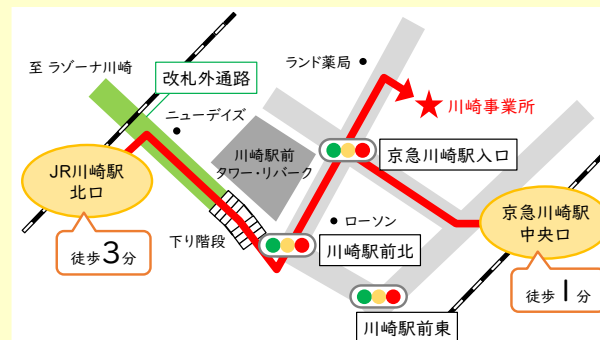 至 ラゾーナ川崎
改札外通路
ニューデイズ
ランド薬局
川崎事業所
川崎駅前
タワー・リバーク
京急川崎駅入口
JR川崎駅
北口
徒歩3分
下り階段
ローソン
川崎駅前北
京急川崎駅
中央口
徒歩1分
川崎駅前東